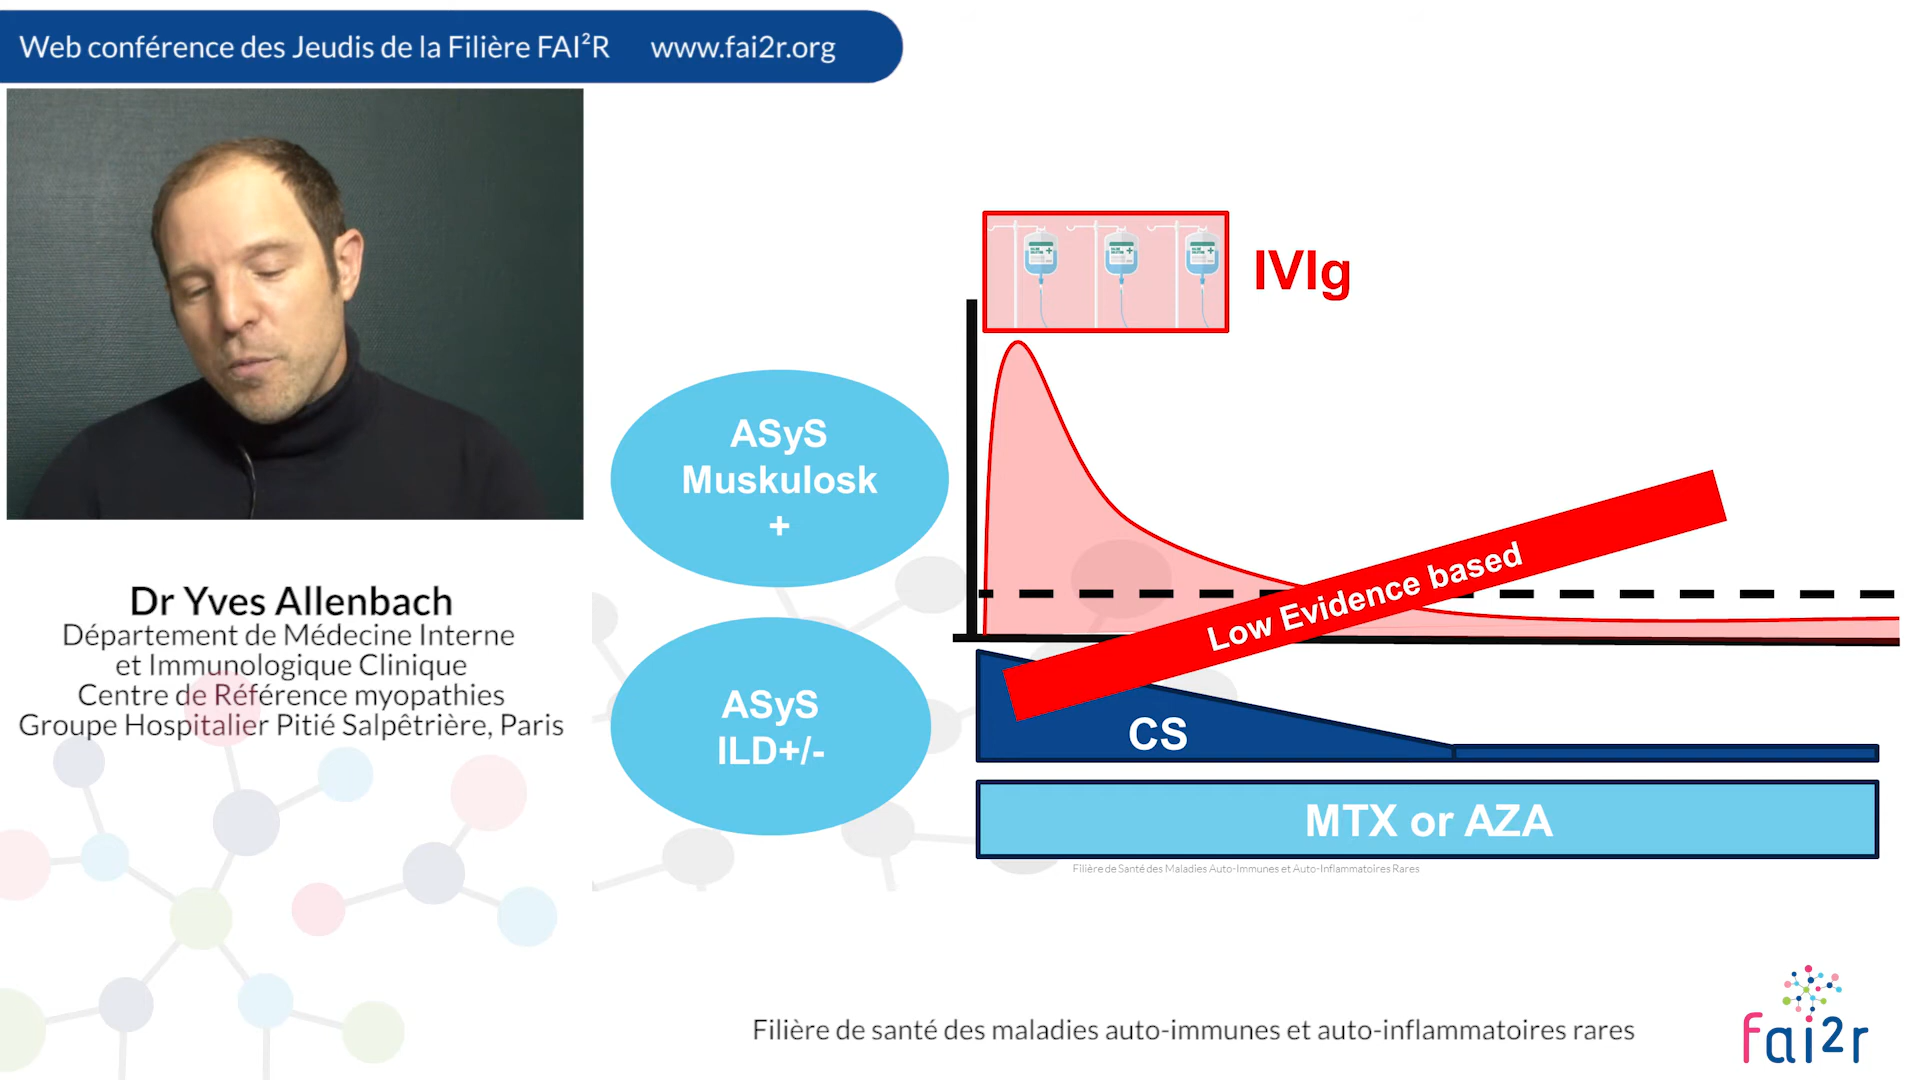 Web conférence des Jeudis de la Filière FAI²R www.fai2r.org
Dr Yves Allenbach
Département de Médecine Interne
et Immunologique Clinique
Centre de Référence myopathies
Groupe Hospitalier Pitié Salpêtrière, Paris
IVIg
ASyS
Muskulosk
+
ASyS
ILD+/-
Low Evidence based
CS
MTX or AZA
Filière de Santé des Maladies Auto-Immunes et Auto-Inflammatoires Rares
Filière de santé des maladies auto-immunes et auto-inflammatoires rares
fai2r